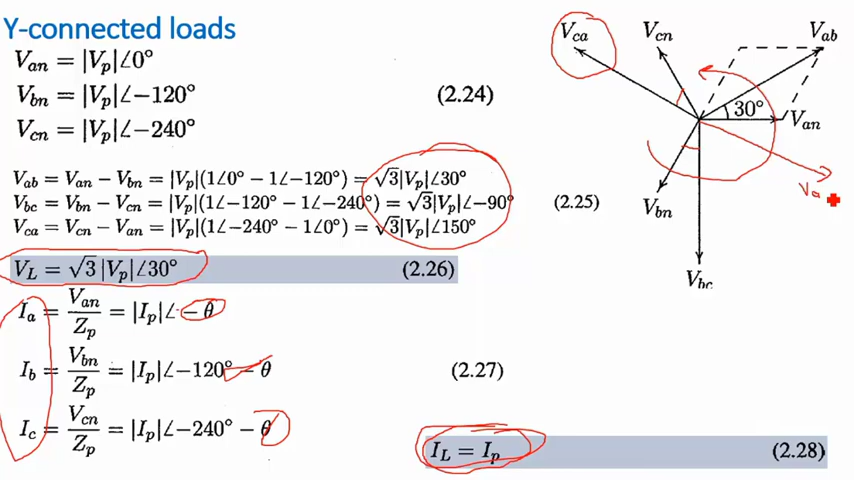 Y-connected loads
V_an = |V_p|∠0°
V_bn = |V_p|∠−120° (2.24)
V_cn = |V_p|∠−240°
V_ab = V_an − V_bn = |V_p|(1∠0° − 1∠−120°) = √3|V_p|∠30°
V_bc = V_bn − V_cn = |V_p|(1∠−120° − 1∠−240°) = √3|V_p|∠−90° (2.25)
V_ca = V_cn − V_an = |V_p|(1∠−240° − 1∠0°) = √3|V_p|∠150°
V_L = √3 |V_p|∠30° (2.26)
I_a = V_an / Z_p = |I_p|∠ − θ
I_b = V_bn / Z_p = |I_p|∠−120° − θ (2.27)
I_c = V_cn / Z_p = |I_p|∠−240° − θ
I_L = I_p (2.28)
V_ca
V_cn
V_ab
30°
V_an
Va
V_bn
V_bc